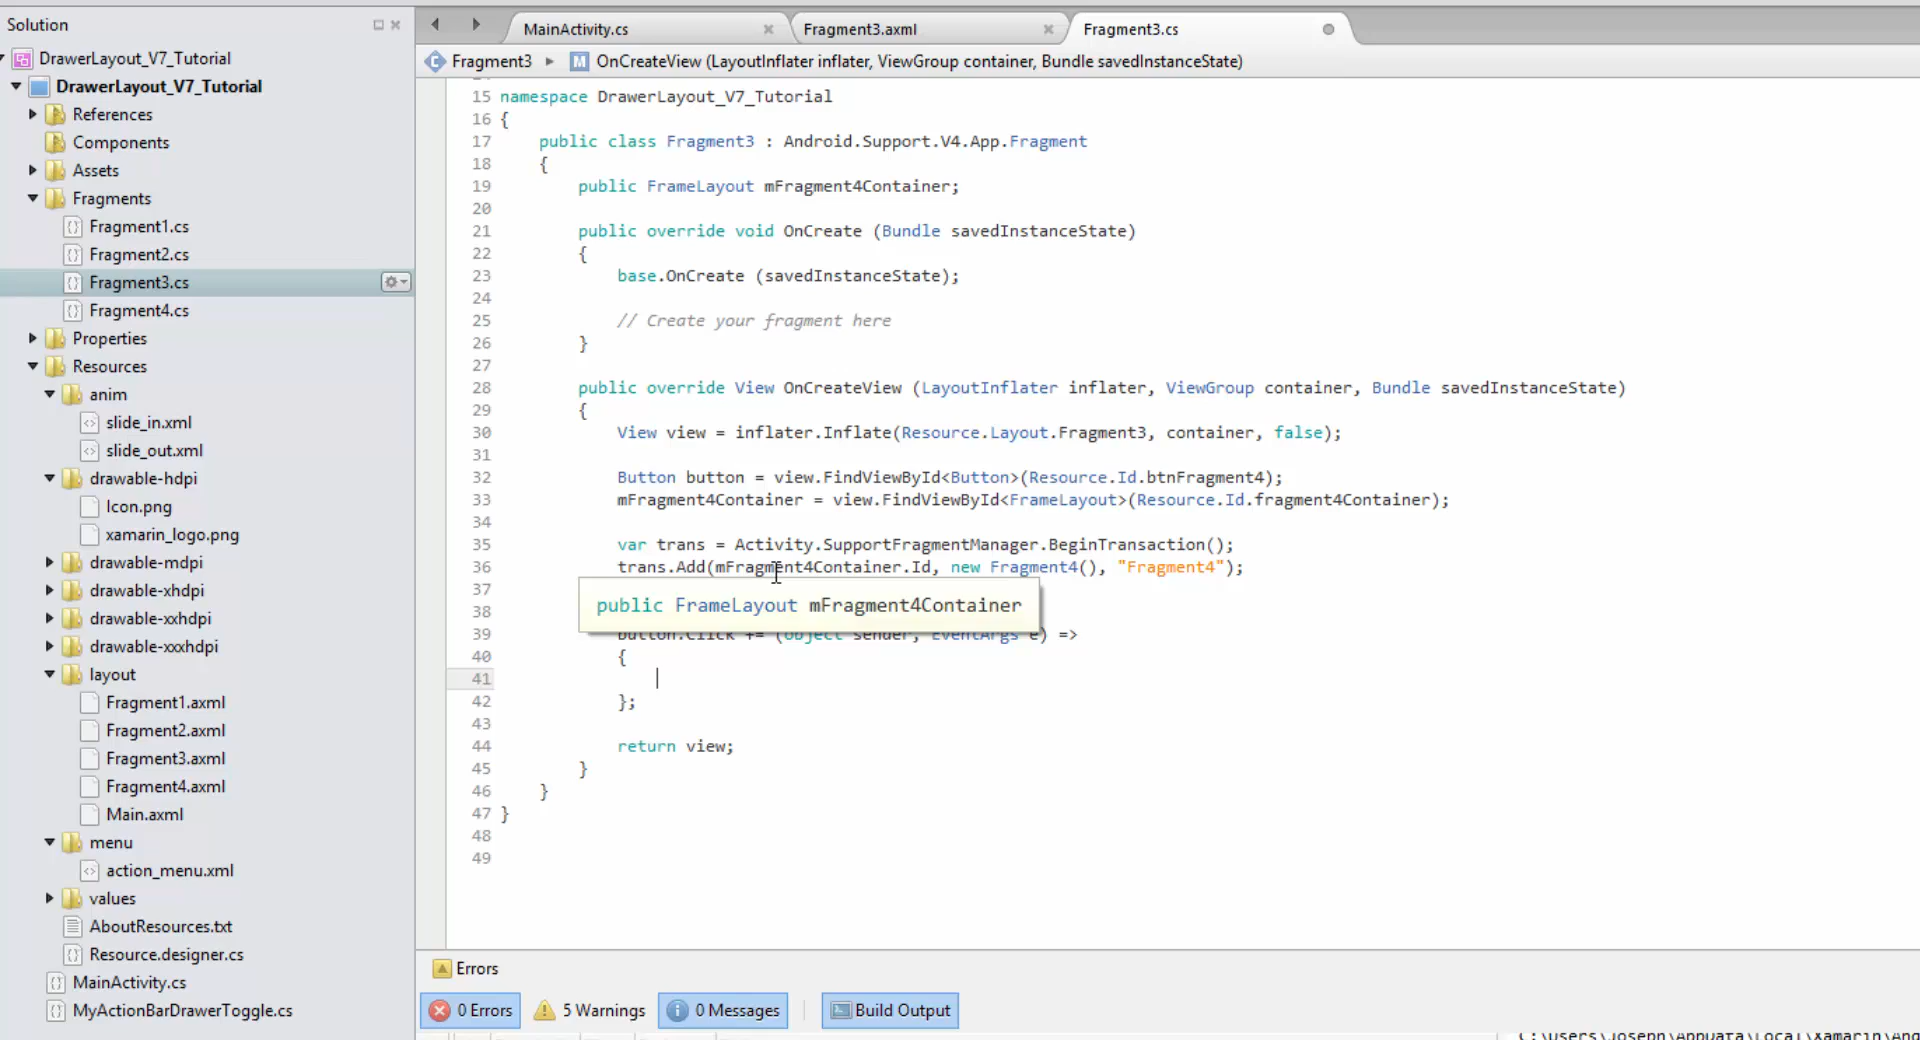 Solution
DrawerLayout_V7_Tutorial
DrawerLayout_V7_Tutorial
References
Components
Assets
Fragments
Fragment1.cs
Fragment2.cs
Fragment3.cs
Fragment4.cs
Properties
Resources
anim
slide_in.xml
slide_out.xml
drawable-hdpi
Icon.png
xamarin_logo.png
drawable-mdpi
drawable-xhdpi
drawable-xxhdpi
drawable-xxxhdpi
layout
Fragment1.axml
Fragment2.axml
Fragment3.axml
Fragment4.axml
Main.axml
menu
action_menu.xml
values
AboutResources.txt
Resource.designer.cs
MainActivity.cs
MyActionBarDrawerToggle.cs
MainActivity.cs
Fragment3.axml
Fragment3.cs
Fragment3 ▸ M OnCreateView (LayoutInflater inflater, ViewGroup container, Bundle savedInstanceState)
15 namespace DrawerLayout_V7_Tutorial
16 {
17 public class Fragment3 : Android.Support.V4.App.Fragment
18 {
19 public FrameLayout mFragment4Container;
20
21 public override void OnCreate (Bundle savedInstanceState)
22 {
23 base.OnCreate (savedInstanceState);
24
25 // Create your fragment here
26 }
27
28 public override View OnCreateView (LayoutInflater inflater, ViewGroup container, Bundle savedInstanceState)
29 {
30 View view = inflater.Inflate(Resource.Layout.Fragment3, container, false);
31
32 Button button = view.FindViewById<Button>(Resource.Id.btnFragment4);
33 mFragment4Container = view.FindViewById<FrameLayout>(Resource.Id.fragment4Container);
34
35 var trans = Activity.SupportFragmentManager.BeginTransaction();
36 trans.Add(mFragment4Container.Id, new Fragment4(), "Fragment4");
37
public FrameLayout mFragment4Container
38
39 button.Click += (object sender, EventArgs e) =>
40 {
41
42 };
43
44 return view;
45 }
46 }
47 }
48
49
Errors
0 Errors
5 Warnings
0 Messages
Build Output